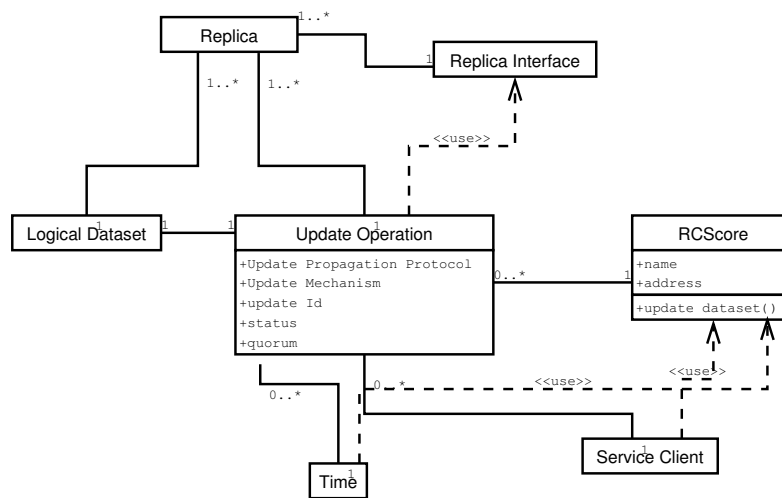 1..*
Replica
1
Replica Interface
1..*
1..*
<<use>>
1
1
1
1
Logical Dataset
Update Operation
RCScore
+Update Propagation Protocol
+name
0..*
1
+Update Mechanism
+address
+update Id
+update dataset()
+status
+quorum
<<use>>
0..*
<<use>>
0..*
1
Service Client
1
Time